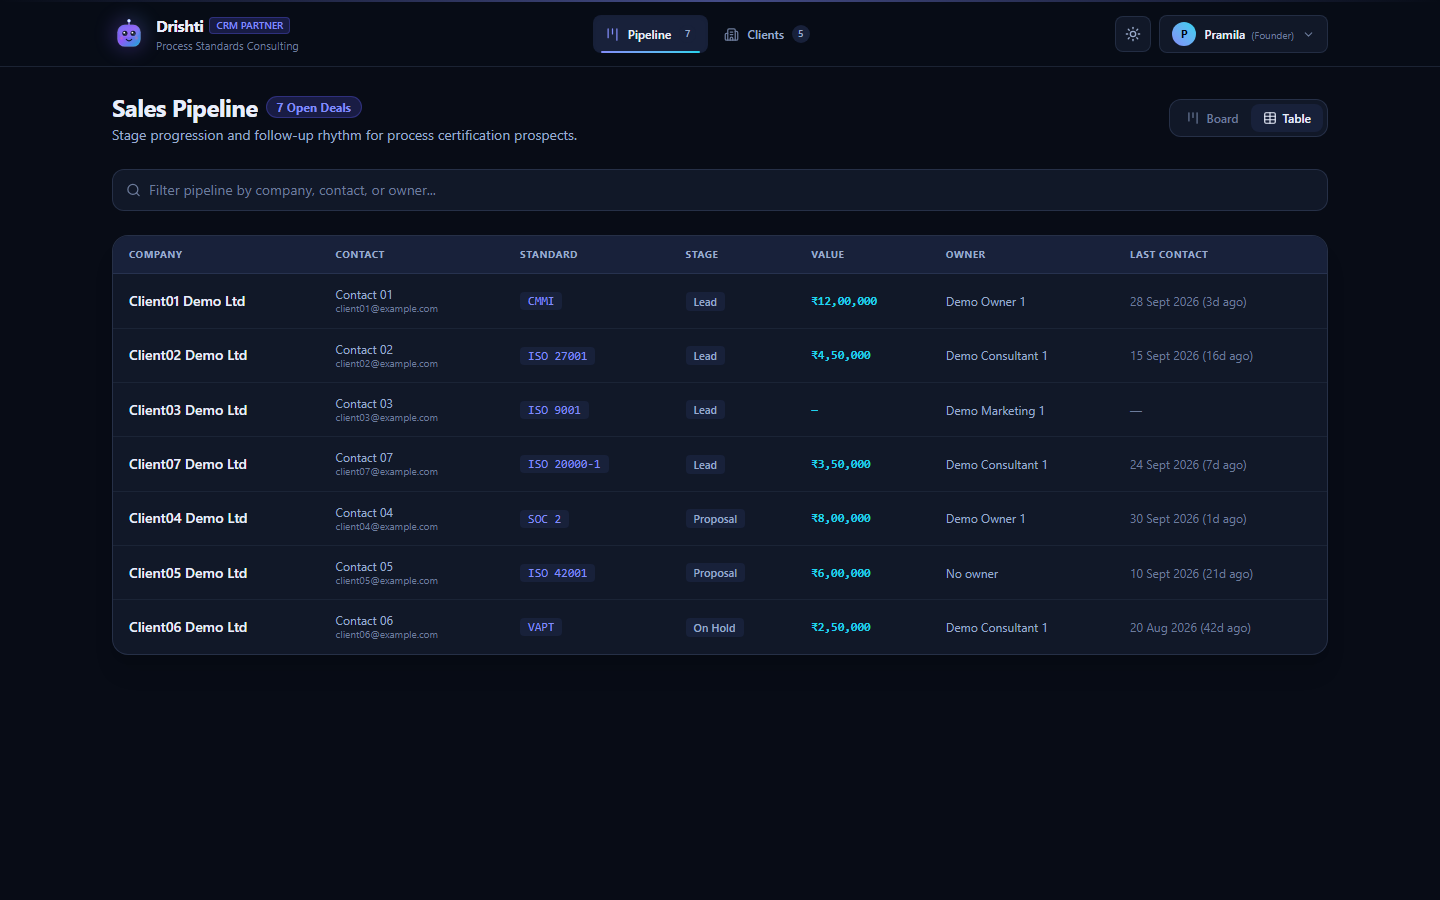 Drishti CRM PARTNER
Process Standards Consulting
Pipeline 7 Clients 5
P Pramila (Founder)
Sales Pipeline 7 Open Deals
Stage progression and follow-up rhythm for process certification prospects.
Board Table
Filter pipeline by company, contact, or owner...
COMPANY CONTACT STANDARD STAGE VALUE OWNER LAST CONTACT
Client01 Demo Ltd Contact 01 CMMI Lead ₹12,00,000 Demo Owner 1 28 Sept 2026 (3d ago)
client01@example.com
Client02 Demo Ltd Contact 02 ISO 27001 Lead ₹4,50,000 Demo Consultant 1 15 Sept 2026 (16d ago)
client02@example.com
Client03 Demo Ltd Contact 03 ISO 9001 Lead – Demo Marketing 1 —
client03@example.com
Client07 Demo Ltd Contact 07 ISO 20000-1 Lead ₹3,50,000 Demo Consultant 1 24 Sept 2026 (7d ago)
client07@example.com
Client04 Demo Ltd Contact 04 SOC 2 Proposal ₹8,00,000 Demo Owner 1 30 Sept 2026 (1d ago)
client04@example.com
Client05 Demo Ltd Contact 05 ISO 42001 Proposal ₹6,00,000 No owner 10 Sept 2026 (21d ago)
client05@example.com
Client06 Demo Ltd Contact 06 VAPT On Hold ₹2,50,000 Demo Consultant 1 20 Aug 2026 (42d ago)
client06@example.com